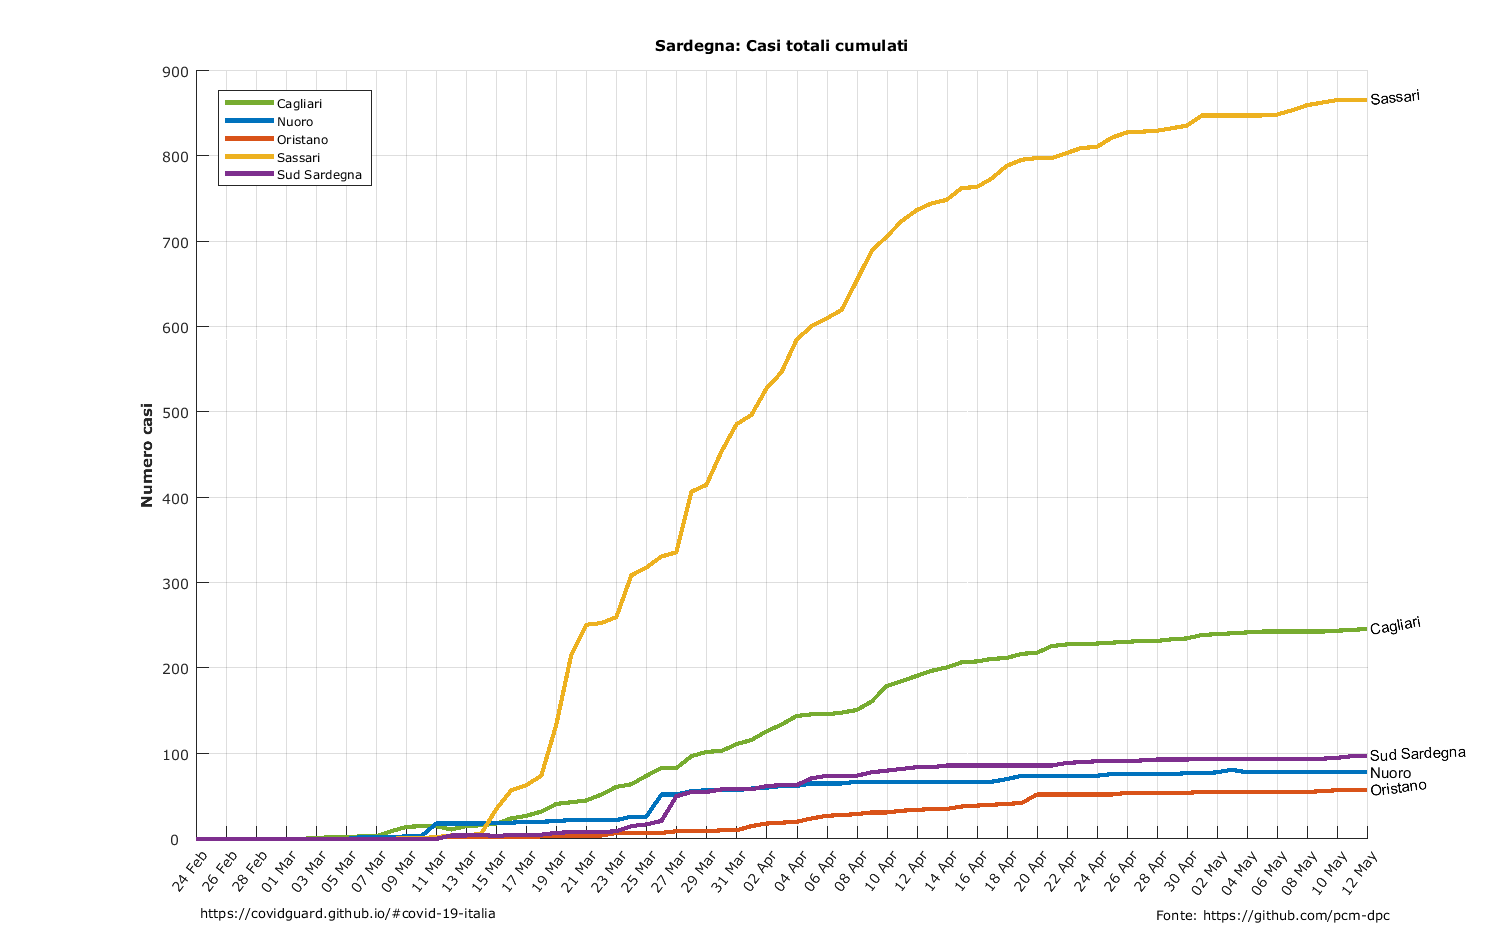 Sardegna: Casi totali cumulati
900
800
700
600
500
400
300
200
100
0
Numero casi
Cagliari
Nuoro
Oristano
Sassari
Sud Sardegna
Sassari
Cagliari
Sud Sardegna
Nuoro
Oristano
24 Feb
26 Feb
28 Feb
01 Mar
03 Mar
05 Mar
07 Mar
09 Mar
11 Mar
13 Mar
15 Mar
17 Mar
19 Mar
21 Mar
23 Mar
25 Mar
27 Mar
29 Mar
31 Mar
02 Apr
04 Apr
06 Apr
08 Apr
10 Apr
12 Apr
14 Apr
16 Apr
18 Apr
20 Apr
22 Apr
24 Apr
26 Apr
28 Apr
30 Apr
02 May
04 May
06 May
08 May
10 May
12 May
https://covidguard.github.io/#covid-19-italia
Fonte: https://github.com/pcm-dpc